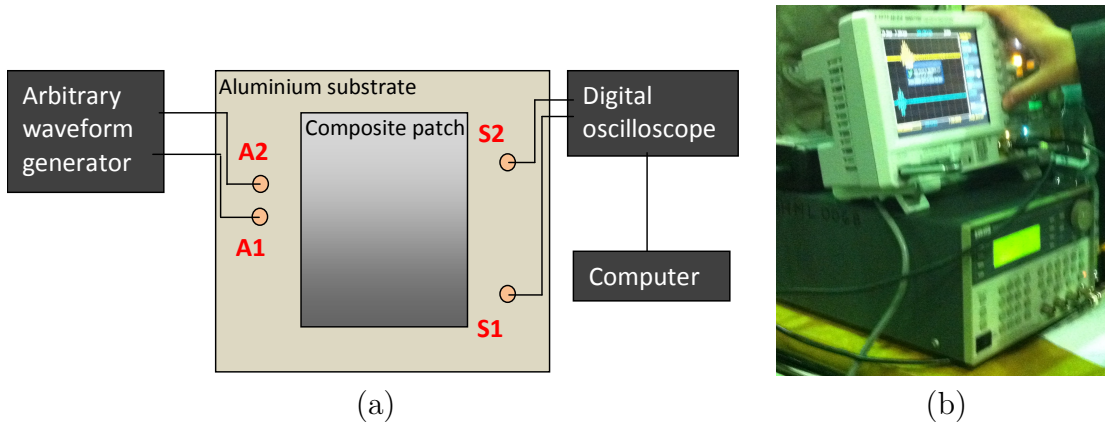 Arbitrary
waveform
generator
Aluminium substrate
Composite patch
A2
A1
S2
S1
Digital
oscilloscope
Computer
(a)
(b)